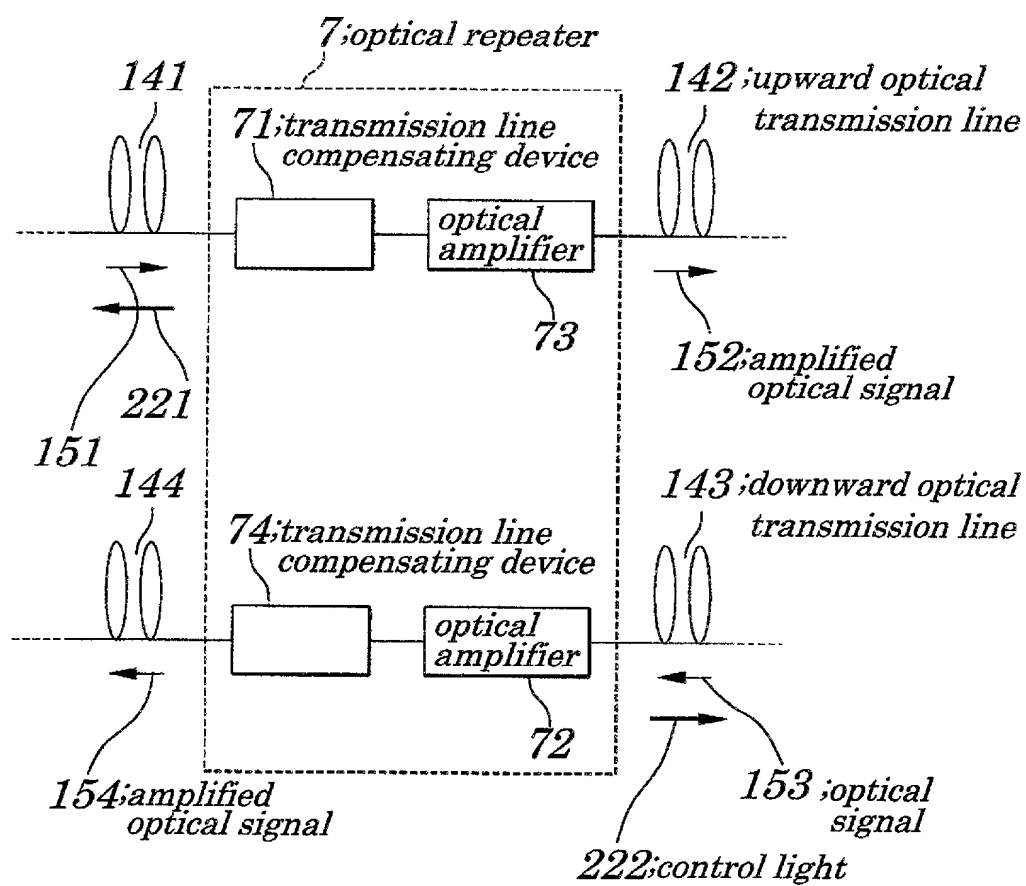 7;optical repeater
141
142;upward optical
transmission line
71;transmission line
compensating device
optical
amplifier
73
151
221
152;amplified
optical signal
144
143;downward optical
transmission line
74;transmission line
compensating device
optical
amplifier
72
154;amplified
optical signal
153;optical
signal
222;control light